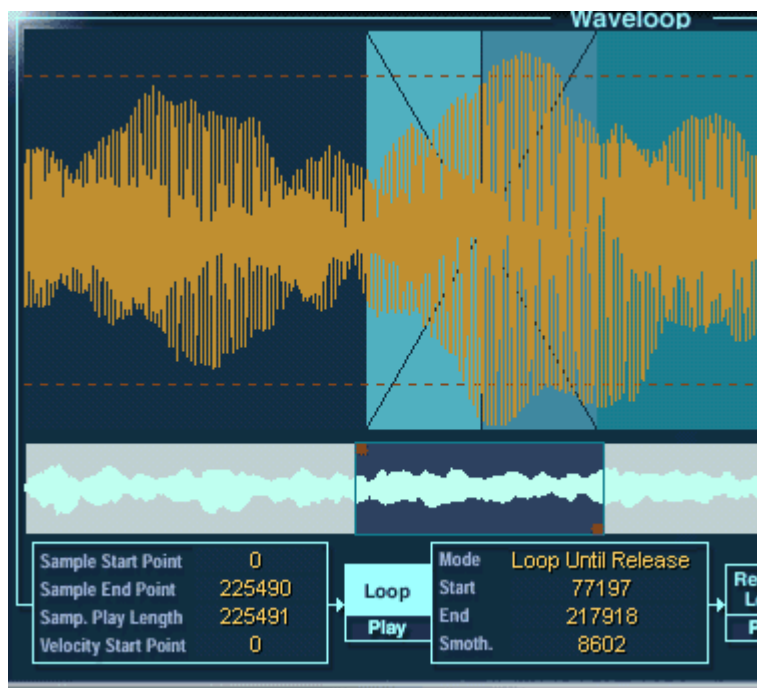 Waveloop
Sample Start Point 0
Sample End Point 225490
Samp. Play Length 225491
Velocity Start Point 0
Loop
Play
Mode Loop Until Release
Start 77197
End 217918
Smoth. 8602